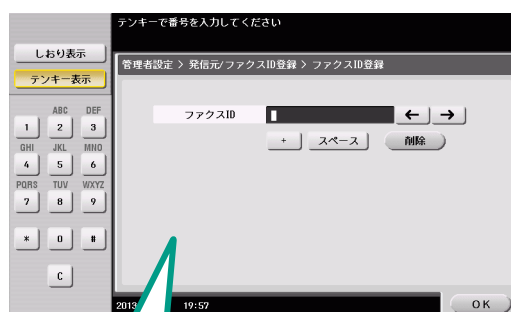 テンキーで番号を入力してください
しおり表示
管理者設定 > 発信元/ファクスID登録 > ファクスID登録
テンキー表示
ファクスID
← →
+ スペース 削除
ABC DEF
1 2 3
GHI JKL MNO
4 5 6
PQRS TUV WXYZ
7 8 9
* 0 #
C
2013 19:57
OK